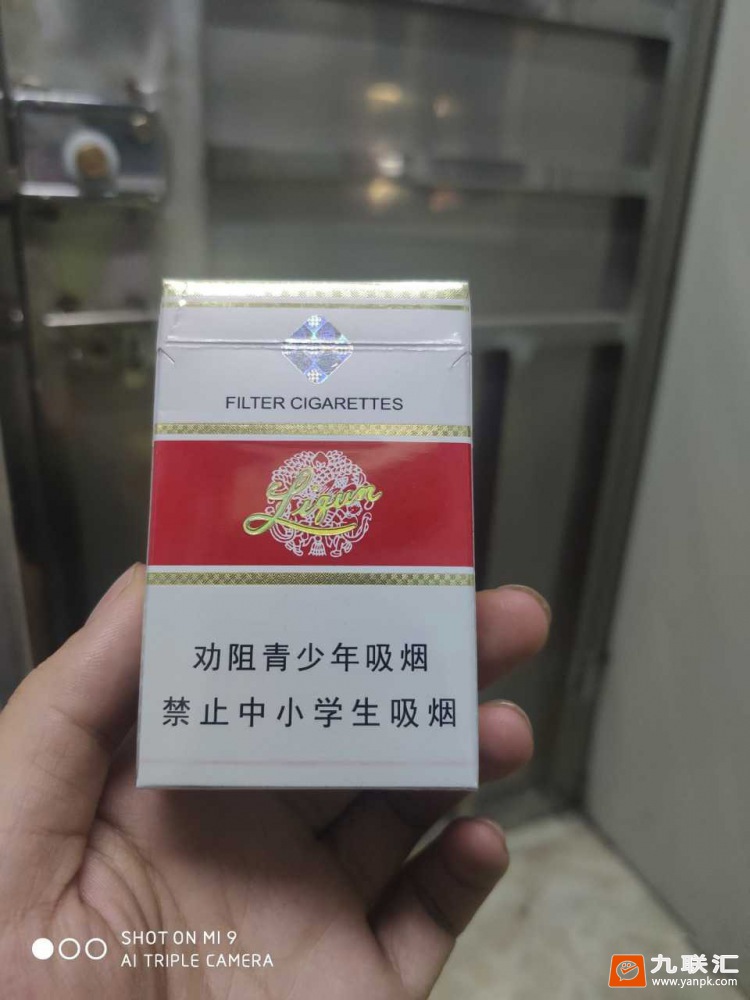 FILTER CIGARETTES
Liqun
劝阻青少年吸烟
禁止中小学生吸烟
SHOT ON MI 9
AI TRIPLE CAMERA
九联汇
www.yanpk.com